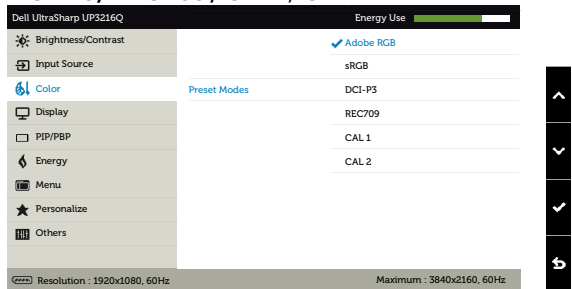 Dell UltraSharp UP3216Q Energy Use
Brightness/Contrast Adobe RGB
Input Source sRGB
Color Preset Modes DCI-P3
Display REC709
PIP/PBP CAL 1
Energy CAL 2
Menu
Personalize
Others
Resolution : 1920x1080, 60Hz Maximum : 3840x2160, 60Hz